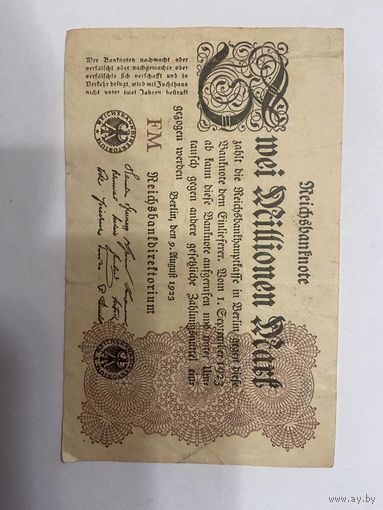 Reichsbanknote
Zwei Millionen Mark
zahlt die Reichsbankhauptkasse in Berlin gegen diese
Banknote dem Einlieferer. Vom 1. September 1923
ab kann diese Banknote aufgerufen und unter Um-
tausch gegen andere gesetzliche Zahlungsmittel ein-
gezogen werden
Berlin, den 9. August 1923
Reichsbankdirektorium
FM
REICHSBANKDIREKTORIUM
REICHSBANKDIREKTORIUM
Wer Banknoten nachmacht oder
verfälscht oder nachgemachte oder
verfälschte sich verschafft und in
Verkehr bringt, wird mit Zuchthaus
nicht unter zwei Jahren bestraft
www.ay.by